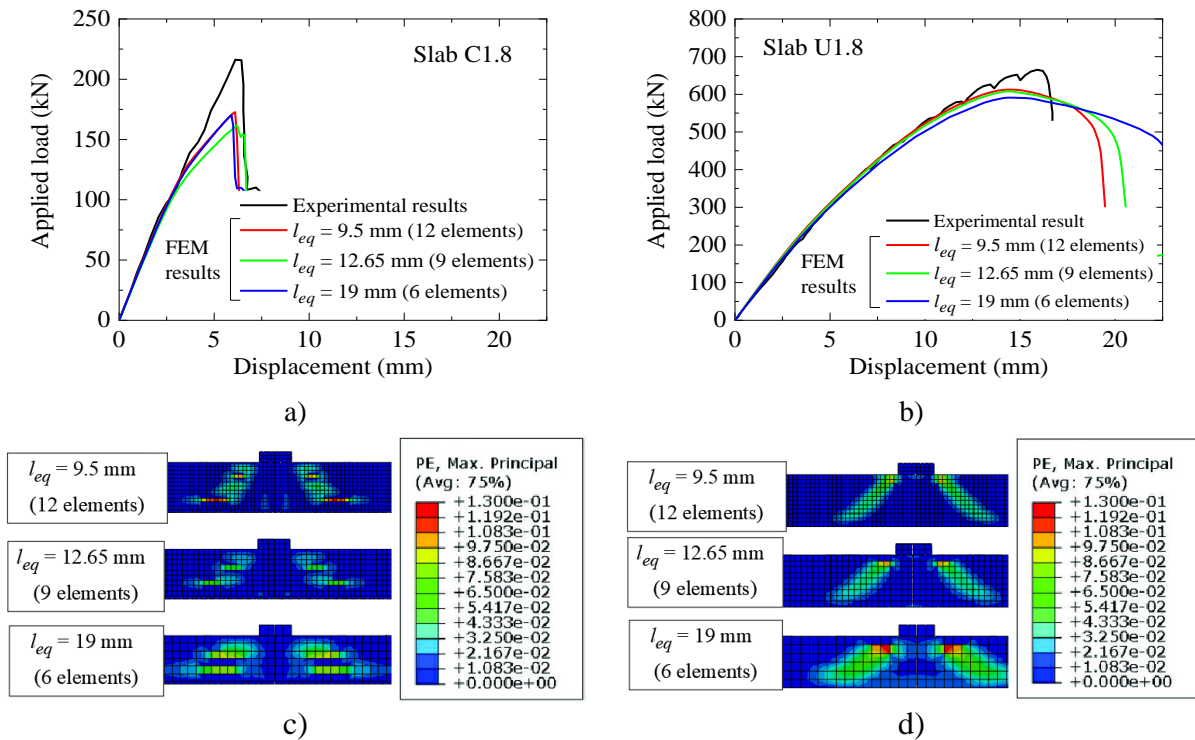 Slab C1.8
250
200
150
100
50
0
Applied load (kN)
0 5 10 15 20
Displacement (mm)
Experimental results
FEM results
l_eq = 9.5 mm (12 elements)
l_eq = 12.65 mm (9 elements)
l_eq = 19 mm (6 elements)
a)
Slab U1.8
800
700
600
500
400
300
200
100
0
Applied load (kN)
0 5 10 15 20
Displacement (mm)
Experimental result
FEM results
l_eq = 9.5 mm (12 elements)
l_eq = 12.65 mm (9 elements)
l_eq = 19 mm (6 elements)
b)
l_eq = 9.5 mm
(12 elements)
l_eq = 12.65 mm
(9 elements)
l_eq = 19 mm
(6 elements)
PE, Max. Principal
(Avg: 75%)
+1.300e-01
+1.192e-01
+1.083e-01
+9.750e-02
+8.667e-02
+7.583e-02
+6.500e-02
+5.417e-02
+4.333e-02
+3.250e-02
+2.167e-02
+1.083e-02
+0.000e+00
c)
l_eq = 9.5 mm
(12 elements)
l_eq = 12.65 mm
(9 elements)
l_eq = 19 mm
(6 elements)
PE, Max. Principal
(Avg: 75%)
+1.300e-01
+1.192e-01
+1.083e-01
+9.750e-02
+8.667e-02
+7.583e-02
+6.500e-02
+5.417e-02
+4.333e-02
+3.250e-02
+2.167e-02
+1.083e-02
+0.000e+00
d)